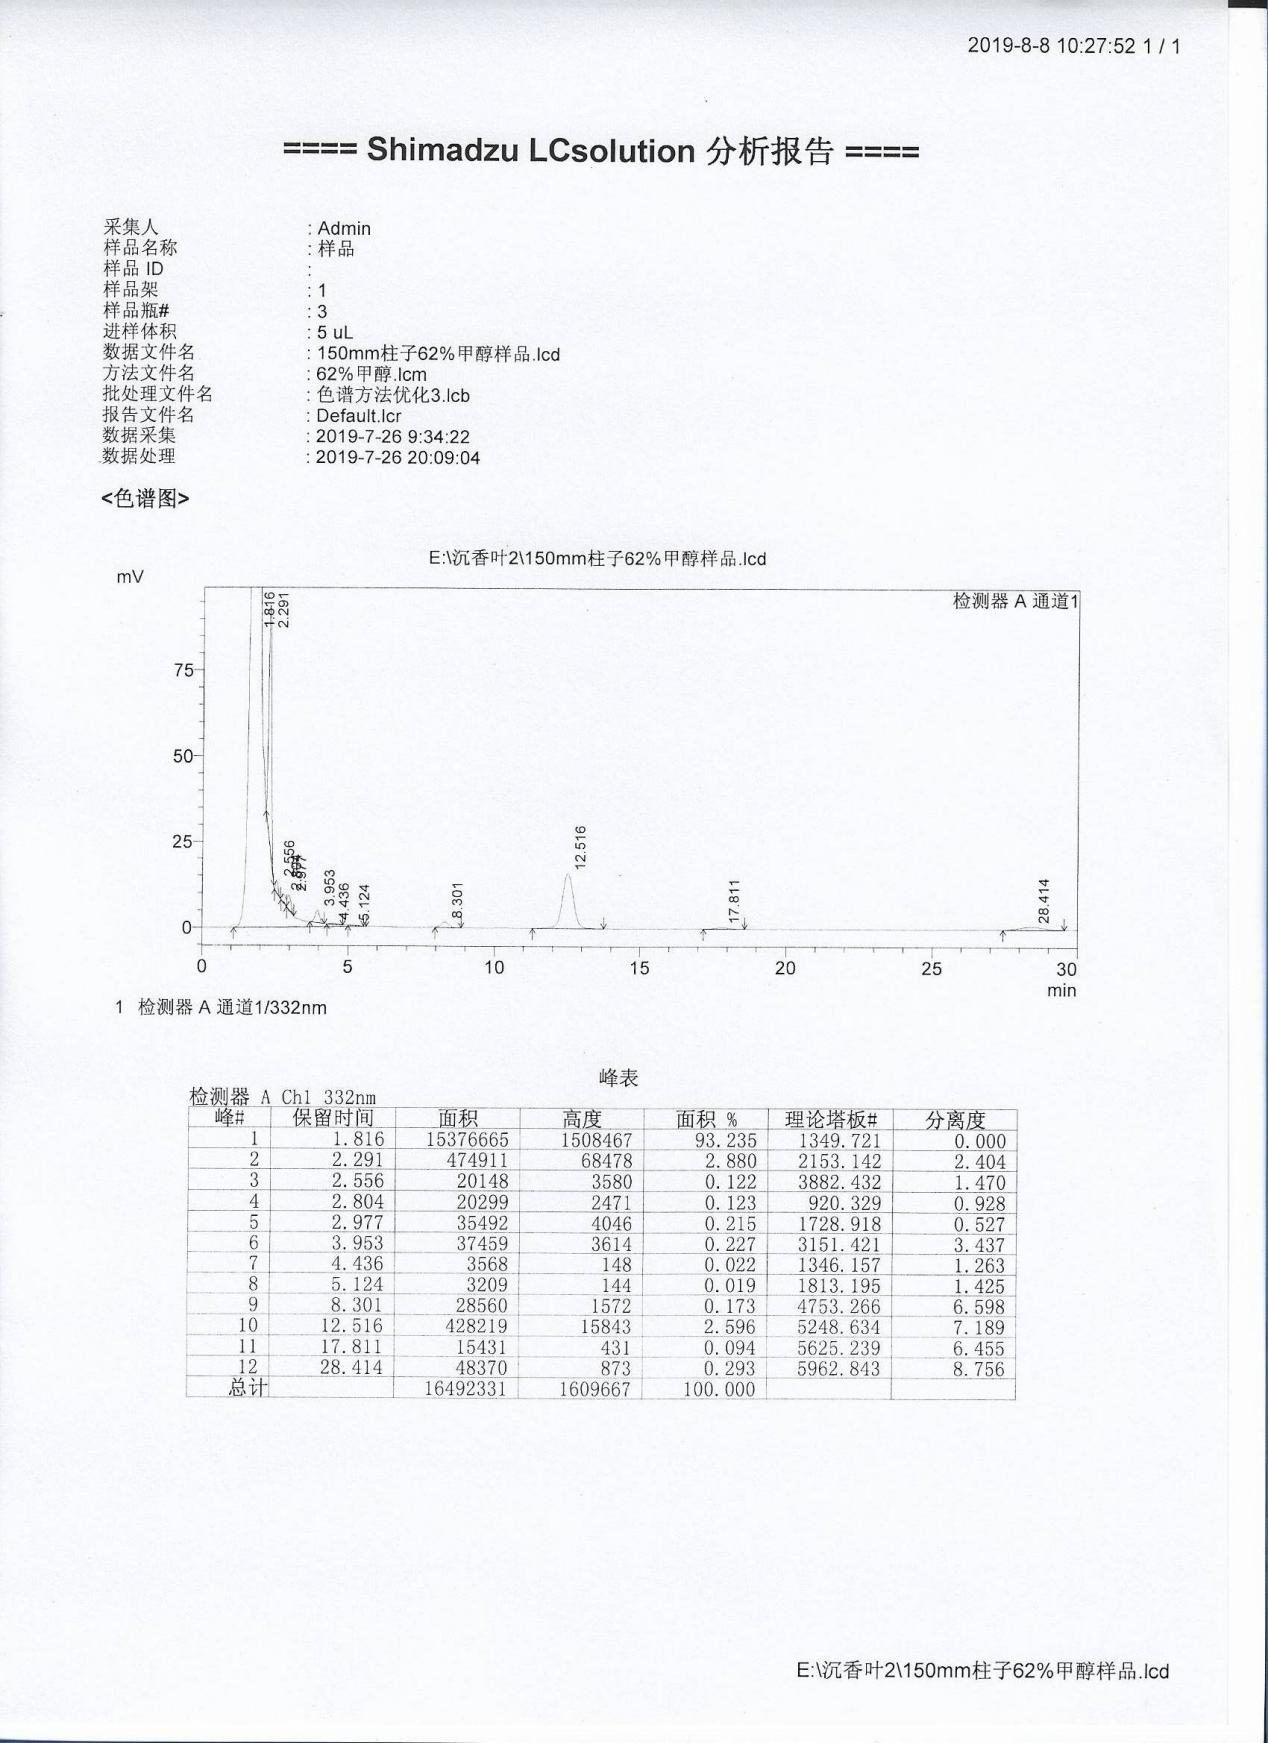 2019-8-8 10:27:52 1 / 1
==== Shimadzu LCsolution 分析报告 ====
采集人 : Admin
样品名称 : 样品
样品 ID :
样品架 : 1
样品瓶# : 3
进样体积 : 5 uL
数据文件名 : 150mm柱子62%甲醇样品.lcd
方法文件名 : 62%甲醇.lcm
批处理文件名 : 色谱方法优化3.lcb
报告文件名 : Default.lcr
数据采集 : 2019-7-26 9:34:22
数据处理 : 2019-7-26 20:09:04
<色谱图>
E:\沉香叶2\150mm柱子62%甲醇样品.lcd
mV
检测器 A 通道1
1.816
2.291
75
50
25
0
2.556
2.977
3.953
4.436
5.124
8.301
12.516
17.811
28.414
0 5 10 15 20 25 30
min
1 检测器 A 通道1/332nm
峰表
检测器 A Ch1 332nm
峰# 保留时间 面积 高度 面积 % 理论塔板# 分离度
1 1.816 15376665 1508467 93.235 1349.721 0.000
2 2.291 474911 68478 2.880 2153.142 2.404
3 2.556 20148 3580 0.122 3882.432 1.470
4 2.804 20299 2471 0.123 920.329 0.928
5 2.977 35492 4046 0.215 1728.918 0.527
6 3.953 37459 3614 0.227 3151.421 3.437
7 4.436 3568 148 0.022 1346.157 1.263
8 5.124 3209 144 0.019 1813.195 1.425
9 8.301 28560 1572 0.173 4753.266 6.598
10 12.516 428219 15843 2.596 5248.634 7.189
11 17.811 15431 431 0.094 5625.239 6.455
12 28.414 48370 873 0.293 5962.843 8.756
总计 16492331 1609667 100.000
E:\沉香叶2\150mm柱子62%甲醇样品.lcd